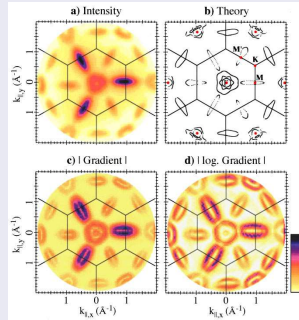 a) Intensity
b) Theory
k||,y (Å⁻¹)
1
0
1
M'
K
M
c) | Gradient |
d) | log. Gradient |
k||,y (Å⁻¹)
1
0
1
1 0 1
1 0 1
k||,x (Å⁻¹)
k||,x (Å⁻¹)